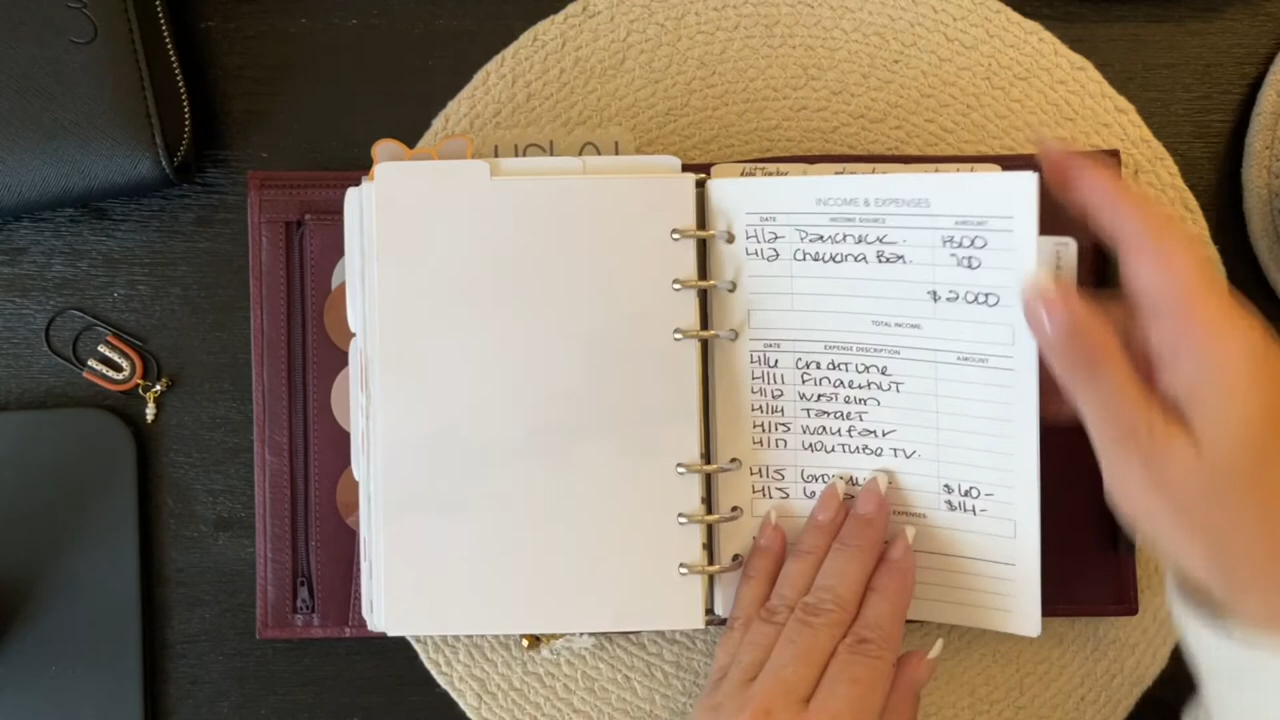 debt tracker
INCOME & EXPENSES
DATE INCOME SOURCE AMOUNT
4/2 Paycheck.
4/2 Checking Bal. 700
$2,000
TOTAL INCOME:
DATE EXPENSE DESCRIPTION AMOUNT
4/6 Credit One
4/11 Fingerhut
4/12 West elm
4/14 Target
4/15 wayfair
4/17 YouTube TV.
4/5 $60-
4/5 $14-
EXPENSES: